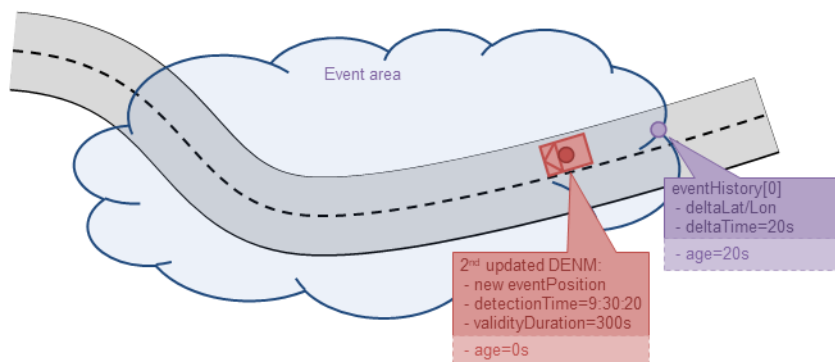 Event area
eventHistory[0]
- deltaLat/Lon
- deltaTime=20s
- age=20s
2nd updated DENM:
- new eventPosition
- detectionTime=9:30:20
- validityDuration=300s
- age=0s